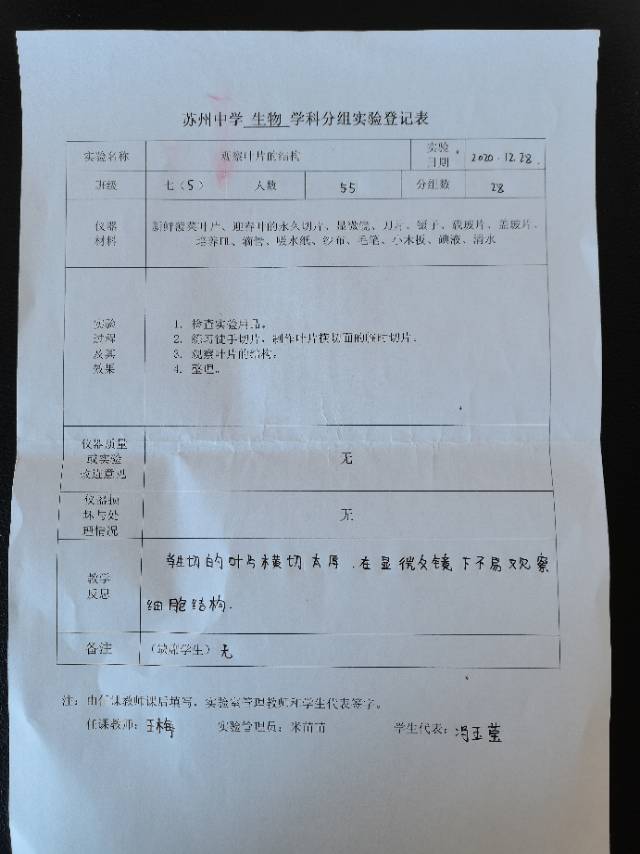 苏州中学 生物 学科分组实验登记表
实验名称 观察叶片的结构 实验日期 2020.12.28.
班级 七(5) 人数 55 分组数 28
仪器材料 新鲜菠菜叶片、迎春叶的永久切片、显微镜、刀片、镊子、载玻片、盖玻片、
培养皿、滴管、吸水纸、纱布、毛笔、小木板、碘液、清水
实验过程及其效果
1. 检查实验用品。
2. 练习徒手切片，制作叶片横切面的临时切片。
3. 观察叶片的结构。
4. 整理。
仪器质量或实验改进意见 无
仪器损坏与处理情况 无
教学反思 切的叶片横切太厚.在显微镜下不易观察
细胞结构.
备注 (缺席学生) 无
注：由任课教师课后填写，实验室管理教师和学生代表签字。
任课教师：王梅 实验管理员：米苗苗 学生代表：冯玉莹